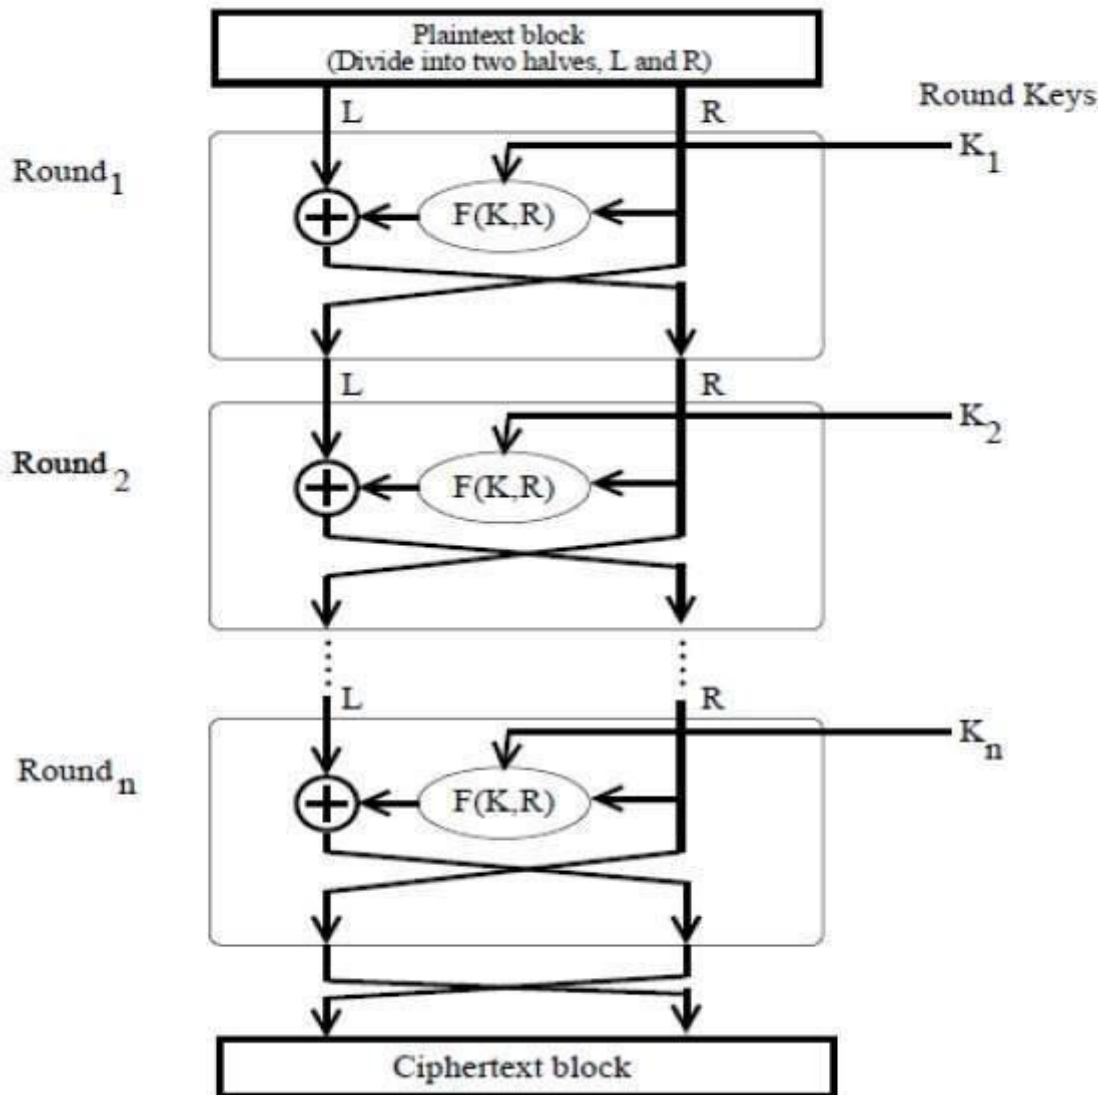 Plaintext block
(Divide into two halves, L and R)
L
R
Round Keys
K1
Round1
F(K,R)
L
R
K2
Round2
F(K,R)
L
R
Kn
Roundn
F(K,R)
Ciphertext block